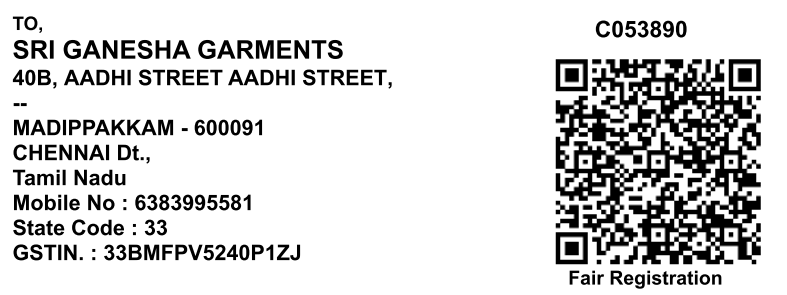 TO,
SRI GANESHA GARMENTS
40B, AADHI STREET AADHI STREET,
--
MADIPPAKKAM - 600091
CHENNAI Dt.,
Tamil Nadu
Mobile No : 6383995581
State Code : 33
GSTIN. : 33BMFPV5240P1ZJ
C053890
Fair Registration